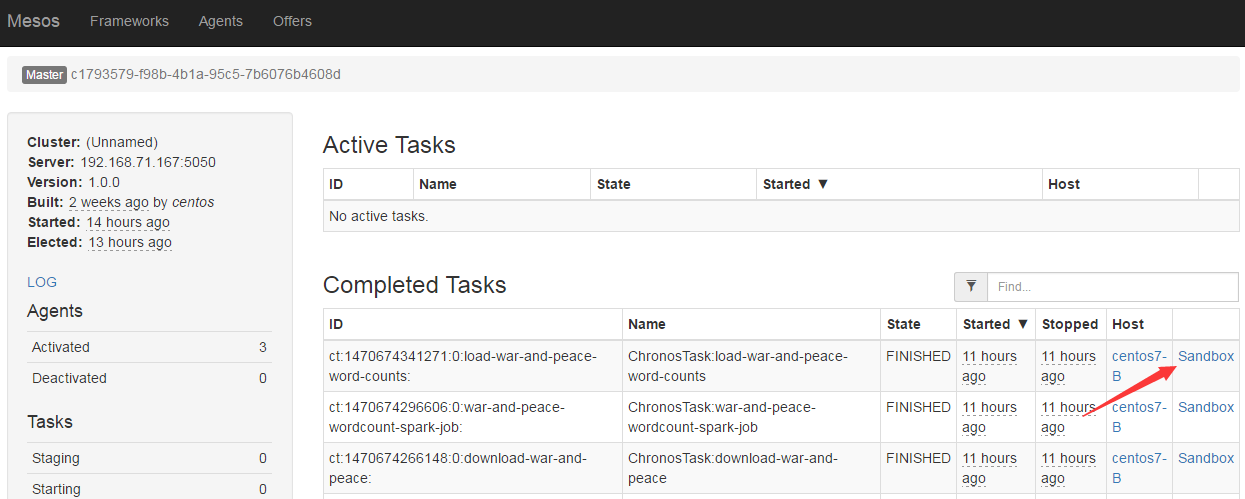 Mesos Frameworks Agents Offers
Master c1793579-f98b-4b1a-95c5-7b6076b4608d
Cluster: (Unnamed)
Server: 192.168.71.167:5050
Version: 1.0.0
Built: 2 weeks ago by centos
Started: 14 hours ago
Elected: 13 hours ago
LOG
Agents
Activated 3
Deactivated 0
Tasks
Staging 0
Starting 0
Active Tasks
ID Name State Started ▼ Host
No active tasks.
Completed Tasks
Find...
ID Name State Started ▼ Stopped Host
ct:1470674341271:0:load-war-and-peace- ChronosTask:load-war-and-peace- FINISHED 11 hours 11 hours centos7- Sandbox
word-counts: word-counts ago ago B
ct:1470674296606:0:war-and-peace- ChronosTask:war-and-peace- FINISHED 11 hours 11 hours centos7- Sandbox
wordcount-spark-job: wordcount-spark-job ago ago B
ct:1470674266148:0:download-war-and- ChronosTask:download-war-and- FINISHED 11 hours 11 hours centos7- Sandbox
peace: peace ago ago B